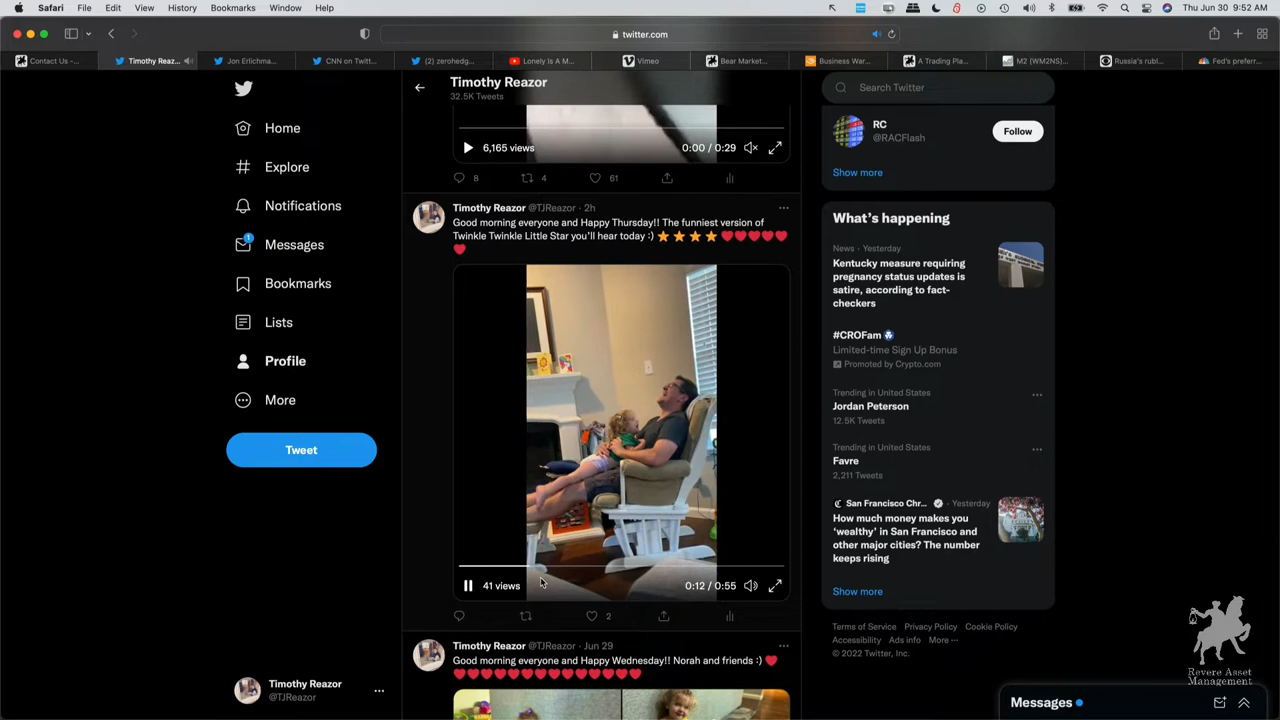 Safari File Edit View History Bookmarks Window Help
Thu Jun 30 9:52 AM
twitter.com
Contact Us –...
Timothy Reaz...
Jon Erlichma...
CNN on Twitt...
(2) zerohedg...
Lonely Is A M...
Vimeo
Bear Market...
Business War...
A Trading Pla...
M2 (WM2NS)...
Russia's rubl...
Fed's preferr...
Home
Explore
Notifications
1
Messages
Bookmarks
Lists
Profile
More
Tweet
Timothy Reazor
@TJReazor
Timothy Reazor
32.5K Tweets
6,165 views
0:00 / 0:29
8 4 61
Timothy Reazor @TJReazor · 2h
Good morning everyone and Happy Thursday!! The funniest version of
Twinkle Twinkle Little Star you'll hear today :)
41 views
0:12 / 0:55
2
Timothy Reazor @TJReazor · Jun 29
Good morning everyone and Happy Wednesday!! Norah and friends :)
Search Twitter
RC
@RACFlash
Follow
Show more
What's happening
News · Yesterday
Kentucky measure requiring
pregnancy status updates is
satire, according to fact-
checkers
#CROFam
Limited-time Sign Up Bonus
Promoted by Crypto.com
Trending in United States
Jordan Peterson
12.5K Tweets
Trending in United States
Favre
2,211 Tweets
San Francisco Chr... · Yesterday
How much money makes you
'wealthy' in San Francisco and
other major cities? The number
keeps rising
Show more
Terms of Service Privacy Policy Cookie Policy
Accessibility Ads info More ···
© 2022 Twitter, Inc.
Revere Asset
Management
Messages